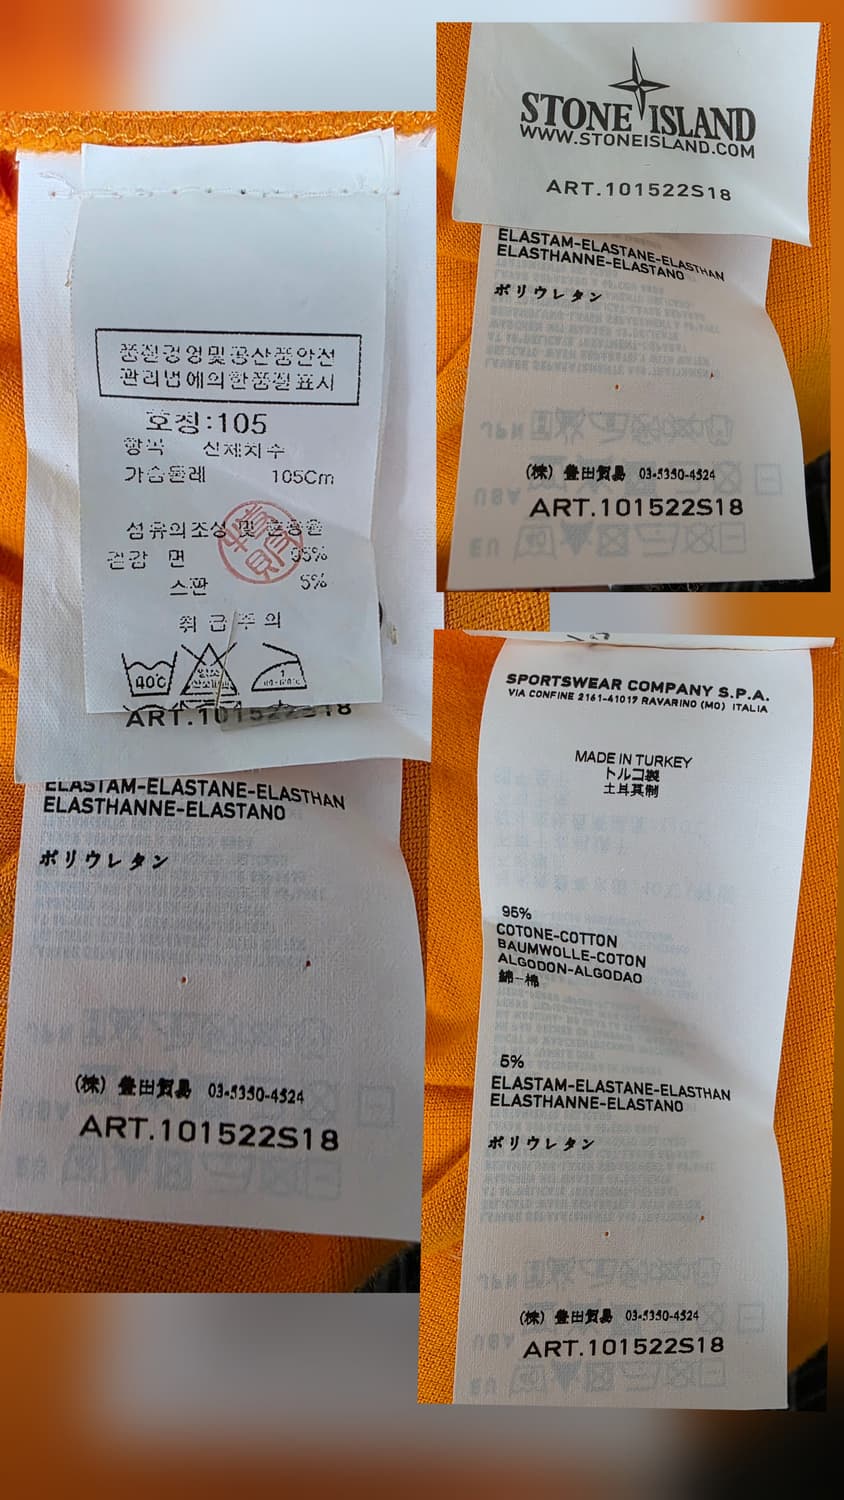 품질경영및공산품안전
관리법에의한품질표시
호칭:105
항목 신체치수
가슴둘레 105Cm
섬유의조성 및 혼용율
겉감 면 95%
스판 5%
취급주의
40℃
ART.101522S18
ELASTAM-ELASTANE-ELASTHAN
ELASTHANNE-ELASTANO
ポリウレタン
(株) 豊田貿易 03-5350-4524
ART.101522S18
STONE ISLAND
WWW.STONEISLAND.COM
ART.101522S18
ELASTAM-ELASTANE-ELASTHAN
ELASTHANNE-ELASTANO
ポリウレタン
(株) 豊田貿易 03-5350-4524
ART.101522S18
SPORTSWEAR COMPANY S.P.A.
VIA CONFINE 2161-41017 RAVARINO (MO) ITALIA
MADE IN TURKEY
トルコ製
土耳其制
95%
COTONE-COTTON
BAUMWOLLE-COTON
ALGODON-ALGODAO
綿-棉
5%
ELASTAM-ELASTANE-ELASTHAN
ELASTHANNE-ELASTANO
ポリウレタン
(株) 豊田貿易 03-5350-4524
ART.101522S18